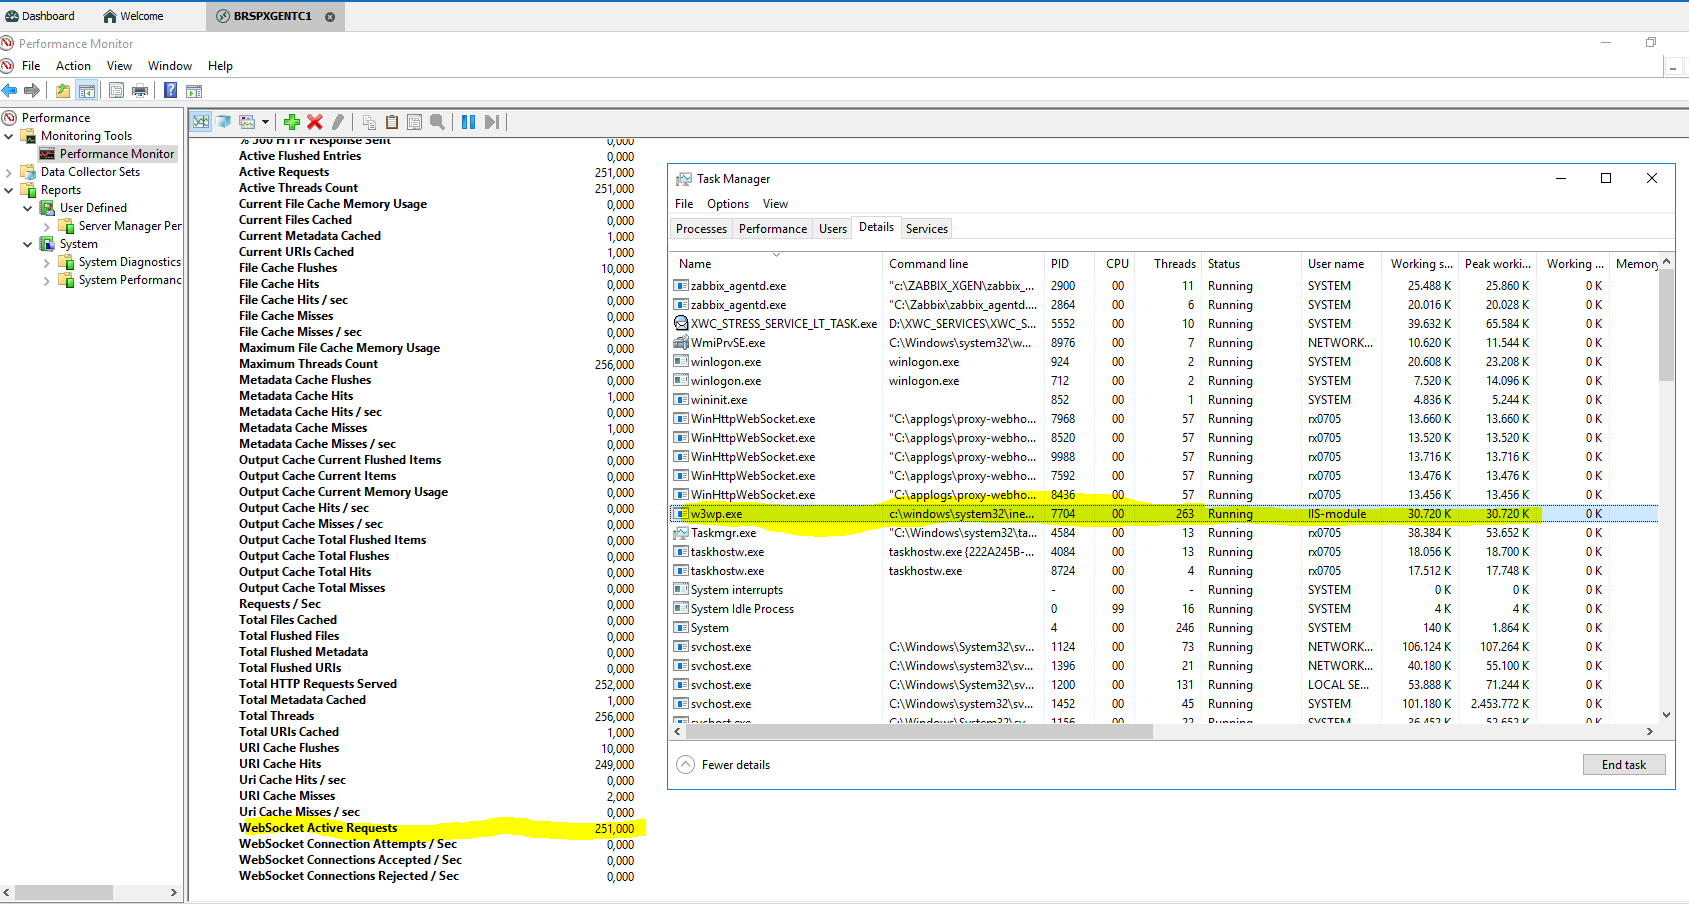 Dashboard Welcome BRSPXGENTC1
Performance Monitor
File Action View Window Help
Performance
Monitoring Tools
Performance Monitor
Data Collector Sets
Reports
User Defined
Server Manager Per
System
System Diagnostics
System Performanc
% 500 HTTP Response Sent 0,000
Active Flushed Entries 0,000
Active Requests 251,000
Active Threads Count 251,000
Current File Cache Memory Usage 0,000
Current Files Cached 0,000
Current Metadata Cached 1,000
Current URIs Cached 1,000
File Cache Flushes 10,000
File Cache Hits 0,000
File Cache Hits / sec 0,000
File Cache Misses 0,000
File Cache Misses / sec 0,000
Maximum File Cache Memory Usage 0,000
Maximum Threads Count 256,000
Metadata Cache Flushes 0,000
Metadata Cache Hits 1,000
Metadata Cache Hits / sec 0,000
Metadata Cache Misses 1,000
Metadata Cache Misses / sec 0,000
Output Cache Current Flushed Items 0,000
Output Cache Current Items 0,000
Output Cache Current Memory Usage 0,000
Output Cache Hits / sec 0,000
Output Cache Misses / sec 0,000
Output Cache Total Flushed Items 0,000
Output Cache Total Flushes 0,000
Output Cache Total Hits 0,000
Output Cache Total Misses 0,000
Requests / Sec 0,000
Total Files Cached 0,000
Total Flushed Files 0,000
Total Flushed Metadata 0,000
Total Flushed URIs 0,000
Total HTTP Requests Served 252,000
Total Metadata Cached 1,000
Total Threads 256,000
Total URIs Cached 1,000
URI Cache Flushes 10,000
URI Cache Hits 249,000
Uri Cache Hits / sec 0,000
URI Cache Misses 2,000
Uri Cache Misses / sec 0,000
WebSocket Active Requests 251,000
WebSocket Connection Attempts / Sec 0,000
WebSocket Connections Accepted / Sec 0,000
WebSocket Connections Rejected / Sec 0,000
Task Manager
File Options View
Processes Performance Users Details Services
Name Command line PID CPU Threads Status User name Working s... Peak worki... Working ... Memory
zabbix_agentd.exe "c:\ZABBIX_XGEN\zabbix_... 2900 00 11 Running SYSTEM 25.488 K 25.860 K 0 K
zabbix_agentd.exe "C:\Zabbix\zabbix_agentd.... 2864 00 6 Running SYSTEM 20.016 K 20.028 K 0 K
XWC_STRESS_SERVICE_LT_TASK.exe D:\XWC_SERVICES\XWC_S... 5552 00 10 Running SYSTEM 39.632 K 65.584 K 0 K
WmiPrvSE.exe C:\Windows\system32\w... 8976 00 7 Running NETWORK... 10.620 K 11.544 K 0 K
winlogon.exe winlogon.exe 924 00 2 Running SYSTEM 20.608 K 23.208 K 0 K
winlogon.exe winlogon.exe 712 00 2 Running SYSTEM 7.520 K 14.096 K 0 K
wininit.exe 852 00 1 Running SYSTEM 4.836 K 5.244 K 0 K
WinHttpWebSocket.exe "C:\applogs\proxy-webho... 7968 00 57 Running rx0705 13.660 K 13.660 K 0 K
WinHttpWebSocket.exe "C:\applogs\proxy-webho... 8520 00 57 Running rx0705 13.520 K 13.520 K 0 K
WinHttpWebSocket.exe "C:\applogs\proxy-webho... 9988 00 57 Running rx0705 13.716 K 13.716 K 0 K
WinHttpWebSocket.exe "C:\applogs\proxy-webho... 7592 00 57 Running rx0705 13.476 K 13.476 K 0 K
WinHttpWebSocket.exe "C:\applogs\proxy-webho... 8436 00 57 Running rx0705 13.456 K 13.456 K 0 K
w3wp.exe c:\windows\system32\ine... 7704 00 263 Running IIS-module 30.720 K 30.720 K 0 K
Taskmgr.exe "C:\Windows\system32\ta... 4584 00 13 Running rx0705 38.384 K 53.652 K 0 K
taskhostw.exe taskhostw.exe {222A245B-... 4084 00 13 Running rx0705 18.056 K 18.700 K 0 K
taskhostw.exe taskhostw.exe 8724 00 4 Running rx0705 17.512 K 17.748 K 0 K
System interrupts - 00 - Running SYSTEM 0 K 0 K 0 K
System Idle Process 0 99 16 Running SYSTEM 4 K 4 K 0 K
System 4 00 246 Running SYSTEM 140 K 1.864 K 0 K
svchost.exe C:\Windows\System32\sv... 1124 00 73 Running NETWORK... 106.124 K 107.264 K 0 K
svchost.exe C:\Windows\System32\sv... 1396 00 21 Running NETWORK... 40.180 K 55.100 K 0 K
svchost.exe C:\Windows\System32\sv... 1200 00 131 Running LOCAL SE... 53.888 K 71.244 K 0 K
svchost.exe C:\Windows\system32\sv... 1452 00 45 Running SYSTEM 101.180 K 2.453.772 K 0 K
svchost.exe C:\Windows\System32\sv... 1156 00 22 Running SYSTEM 36.452 K 52.652 K 0 K
Fewer details End task